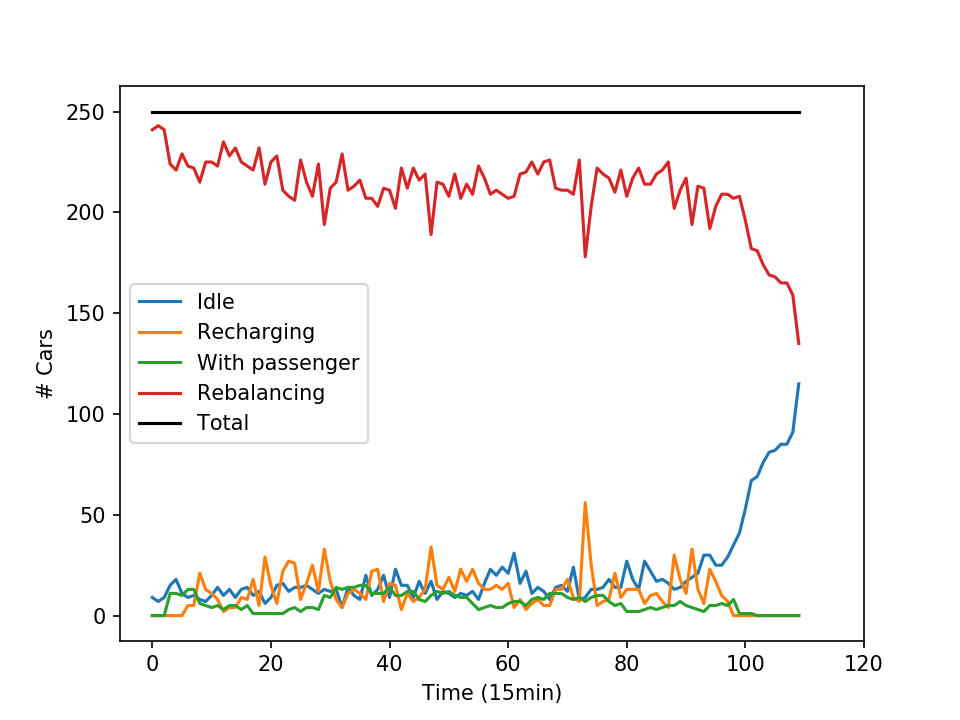 250
200
150
100
50
0
# Cars
Idle
Recharging
With passenger
Rebalancing
Total
0 20 40 60 80 100 120
Time (15min)